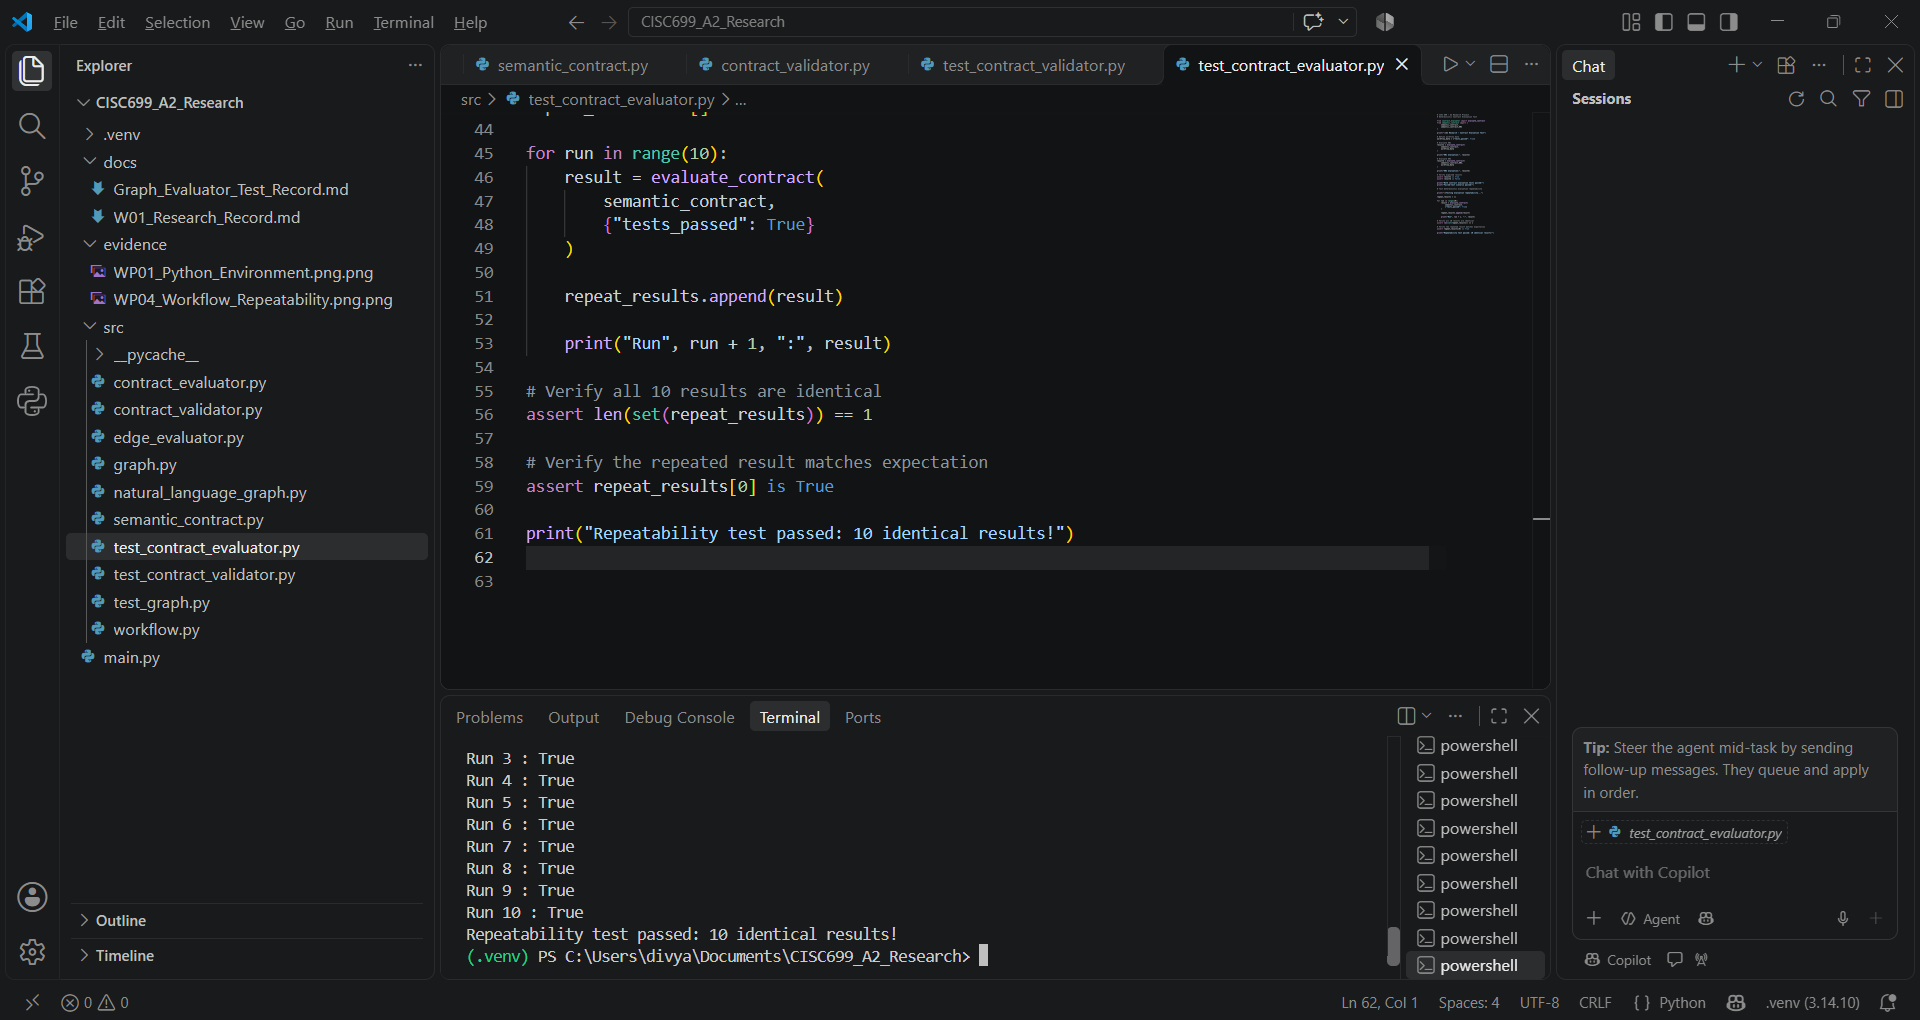 File Edit Selection View Go Run Terminal Help
CISC699_A2_Research
Explorer
CISC699_A2_Research
.venv
docs
Graph_Evaluator_Test_Record.md
W01_Research_Record.md
evidence
WP01_Python_Environment.png.png
WP04_Workflow_Repeatability.png.png
src
__pycache__
contract_evaluator.py
contract_validator.py
edge_evaluator.py
graph.py
natural_language_graph.py
semantic_contract.py
test_contract_evaluator.py
test_contract_validator.py
test_graph.py
workflow.py
main.py
Outline
Timeline
semantic_contract.py contract_validator.py test_contract_validator.py test_contract_evaluator.py
src > test_contract_evaluator.py > ...
44
45 for run in range(10):
46 result = evaluate_contract(
47 semantic_contract,
48 {"tests_passed": True}
49 )
50
51 repeat_results.append(result)
52
53 print("Run", run + 1, ":", result)
54
55 # Verify all 10 results are identical
56 assert len(set(repeat_results)) == 1
57
58 # Verify the repeated result matches expectation
59 assert repeat_results[0] is True
60
61 print("Repeatability test passed: 10 identical results!")
62
63
Problems Output Debug Console Terminal Ports
Run 3 : True
Run 4 : True
Run 5 : True
Run 6 : True
Run 7 : True
Run 8 : True
Run 9 : True
Run 10 : True
Repeatability test passed: 10 identical results!
(.venv) PS C:\Users\divya\Documents\CISC699_A2_Research>
powershell
powershell
powershell
powershell
powershell
powershell
powershell
powershell
powershell
Chat
Sessions
Tip: Steer the agent mid-task by sending
follow-up messages. They queue and apply
in order.
test_contract_evaluator.py
Chat with Copilot
Agent
Copilot
0 0
Ln 62, Col 1 Spaces: 4 UTF-8 CRLF { } Python .venv (3.14.10)